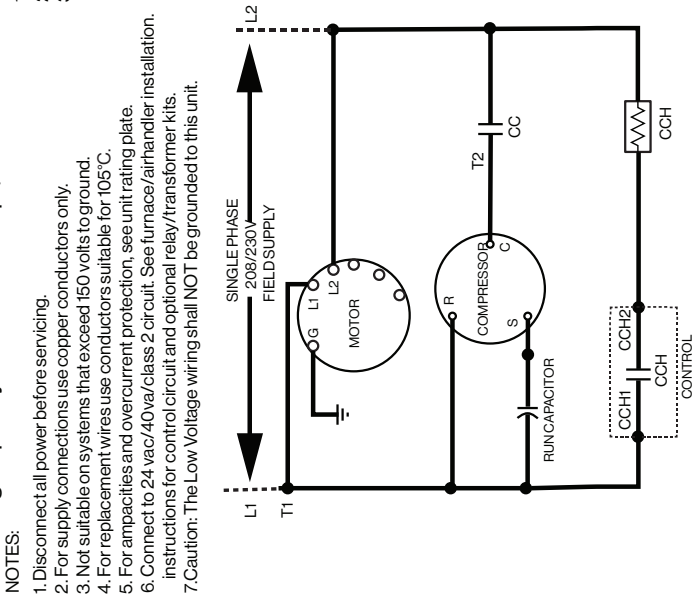 NOTES:
1. Disconnect all power before servicing.
2. For supply connections use copper conductors only.
3. Not suitable on systems that exceed 150 volts to ground.
4. For replacement wires use conductors suitable for 105°C.
5. For ampacities and overcurrent protection, see unit rating plate.
6. Connect to 24 vac/40va/class 2 circuit. See furnace/airhandler installation.
instructions for control circuit and optional relay/transformer kits.
7.Caution: The Low Voltage wiring shall NOT be grounded to this unit.
L1
L2
SINGLE PHASE
208/230V
FIELD SUPPLY
T1
G
L1
L2
MOTOR
R
COMPRESSOR
S
C
T2
CC
RUN CAPACITOR
CCH1
CCH2
CCH
CONTROL
CCH